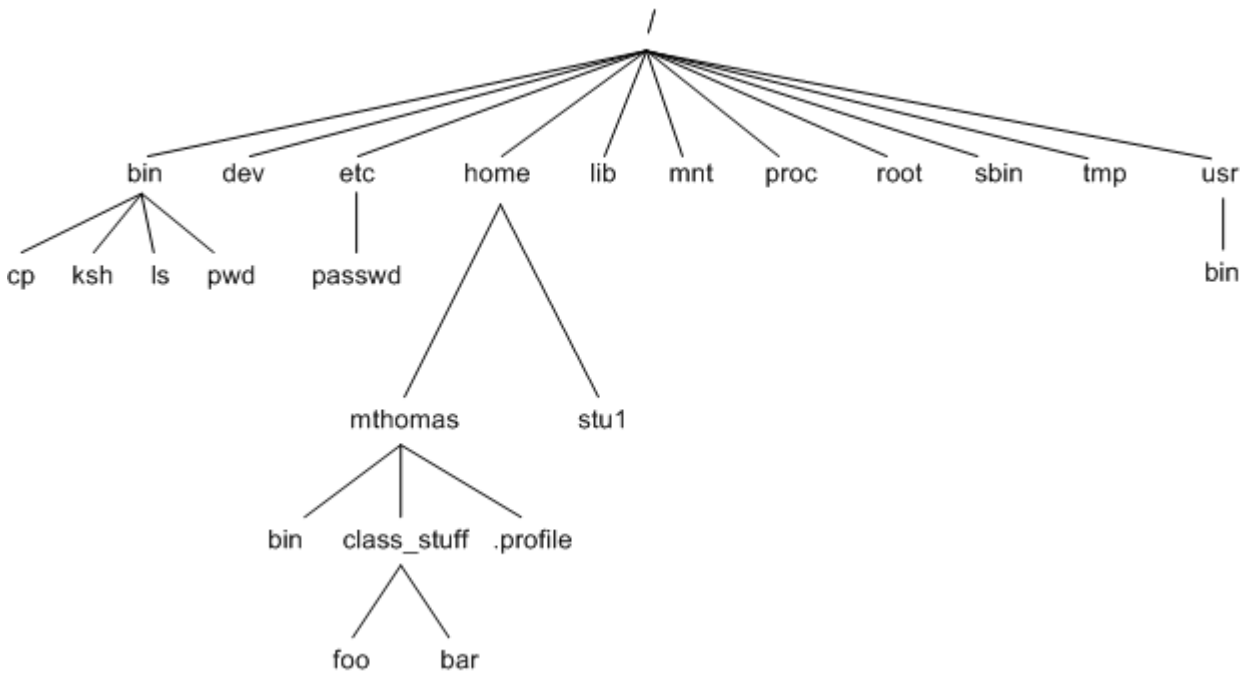 /
bin dev etc home lib mnt proc root sbin tmp usr
cp ksh ls pwd passwd bin
mthomas stu1
bin class_stuff .profile
foo bar